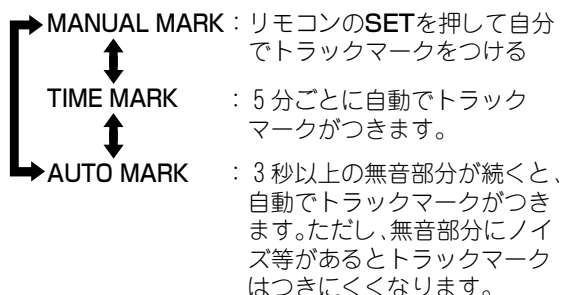 MANUAL MARK : リモコンのSETを押して自分
でトラックマークをつける
TIME MARK : 5分ごとに自動でトラック
マークがつきます。
AUTO MARK : 3秒以上の無音部分が続くと、
自動でトラックマークがつき
ます。ただし、無音部分にノイ
ズ等があるとトラックマーク
はつきにくくなります。